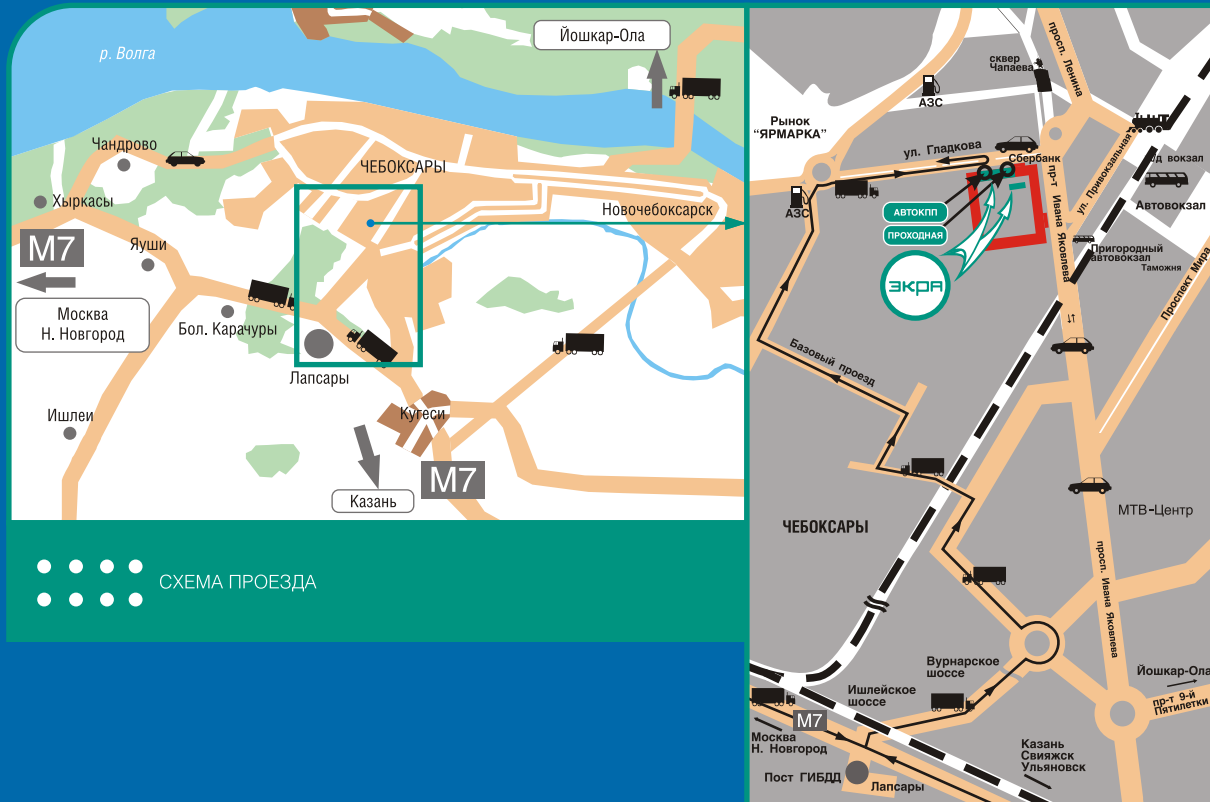 р. Волга
Йошкар-Ола
Чандрово
ЧЕБОКСАРЫ
Хыркасы
Новочебоксарск
М7
Яуши
Москва
Н. Новгород
Бол. Карачуры
Лапсары
Ишлеи
Кугеси
М7
Казань
СХЕМА ПРОЕЗДА
просп. Ленина
сквер
Чапаева
АЗС
Рынок
"ЯРМАРКА"
ул. Гладкова
Сбербанк
ул. Привокзальная
/д вокзал
Автовокзал
АЗС
АВТОКПП
ПРОХОДНАЯ
пр-т Ивана Яковлева
Пригородный
автовокзал
Таможня
ЭКРА
Проспект Мира
Базовый проезд
МТВ-Центр
ЧЕБОКСАРЫ
просп. Ивана Яковлева
Вурнарское
шоссе
Йошкар-Ола
Ишлейское
шоссе
пр-т 9-й
Пятилетки
М7
Москва
Н. Новгород
Казань
Свияжск
Ульяновск
Пост ГИБДД
Лапсары